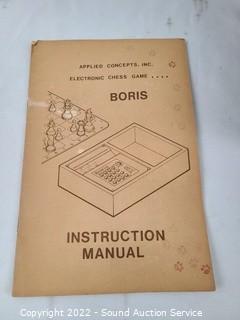 APPLIED CONCEPTS, INC.
ELECTRONIC CHESS GAME ....
BORIS
INSTRUCTION
MANUAL
Copyright 2022 - Sound Auction Service